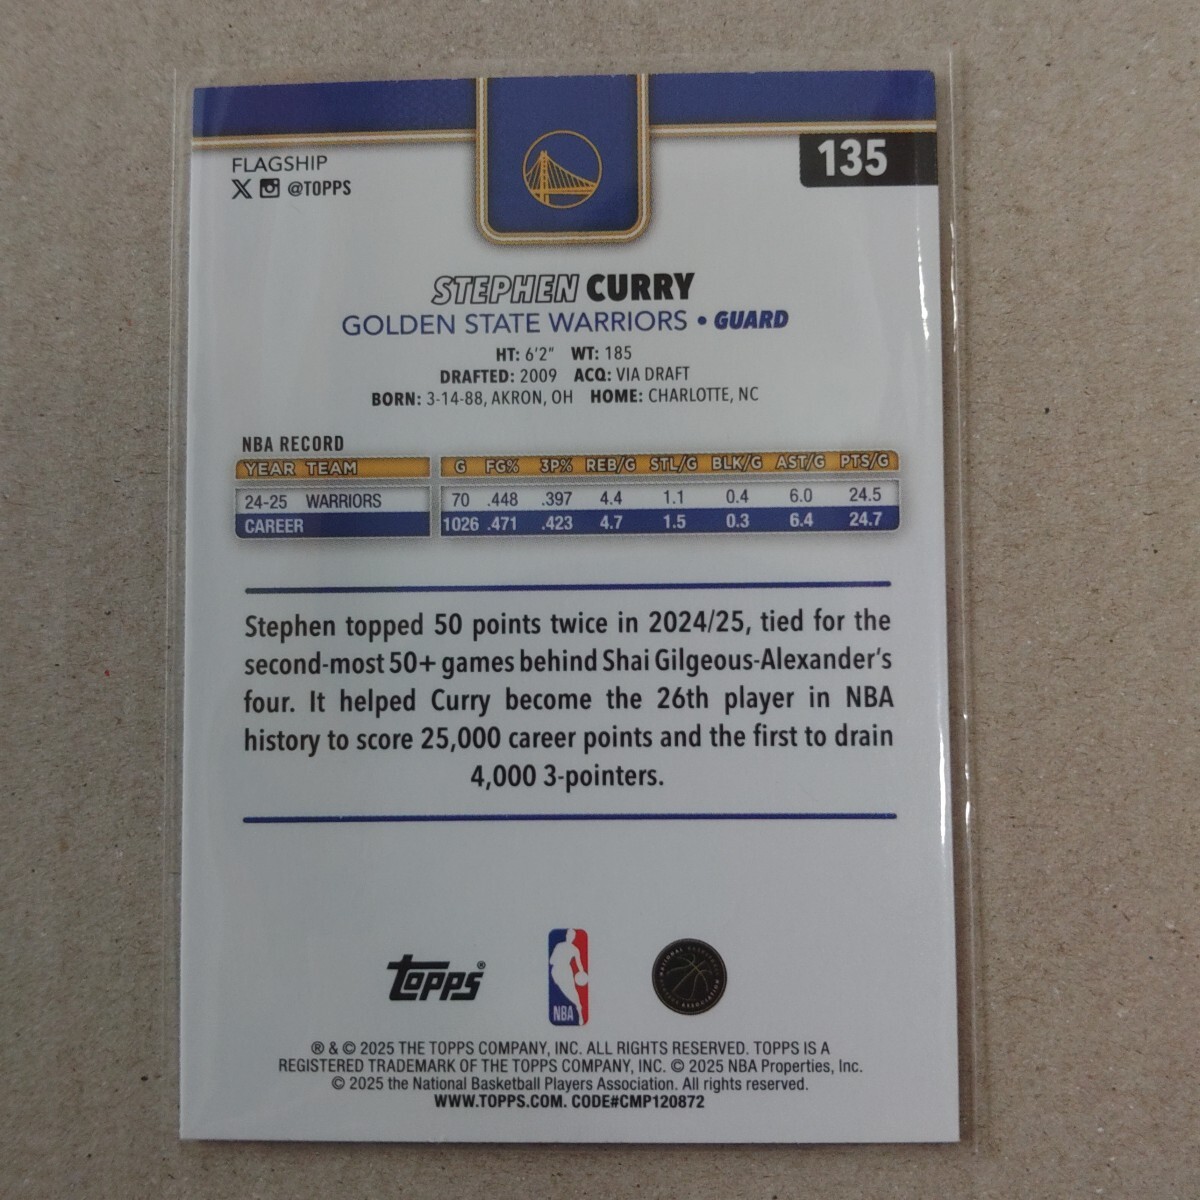 FLAGSHIP
@TOPPS
135
STEPHEN CURRY
GOLDEN STATE WARRIORS • GUARD
HT: 6'2" WT: 185
DRAFTED: 2009 ACQ: VIA DRAFT
BORN: 3-14-88, AKRON, OH HOME: CHARLOTTE, NC
NBA RECORD
YEAR TEAM G FG% 3P% REB/G STL/G BLK/G AST/G PTS/G
24-25 WARRIORS 70 .448 .397 4.4 1.1 0.4 6.0 24.5
CAREER 1026 .471 .423 4.7 1.5 0.3 6.4 24.7
Stephen topped 50 points twice in 2024/25, tied for the
second-most 50+ games behind Shai Gilgeous-Alexander's
four. It helped Curry become the 26th player in NBA
history to score 25,000 career points and the first to drain
4,000 3-pointers.
Topps®
NBA
NATIONAL BASKETBALL PLAYERS ASSOCIATION
® & © 2025 THE TOPPS COMPANY, INC. ALL RIGHTS RESERVED. TOPPS IS A
REGISTERED TRADEMARK OF THE TOPPS COMPANY, INC. © 2025 NBA Properties, Inc.
© 2025 the National Basketball Players Association. All rights reserved.
WWW.TOPPS.COM. CODE#CMP120872